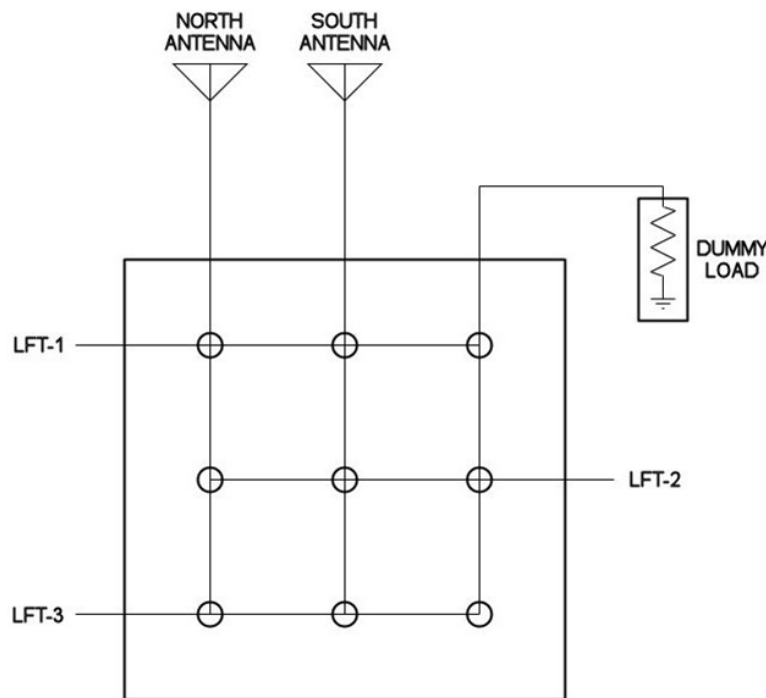 NORTH
ANTENNA
SOUTH
ANTENNA
DUMMY
LOAD
LFT-1
LFT-2
LFT-3